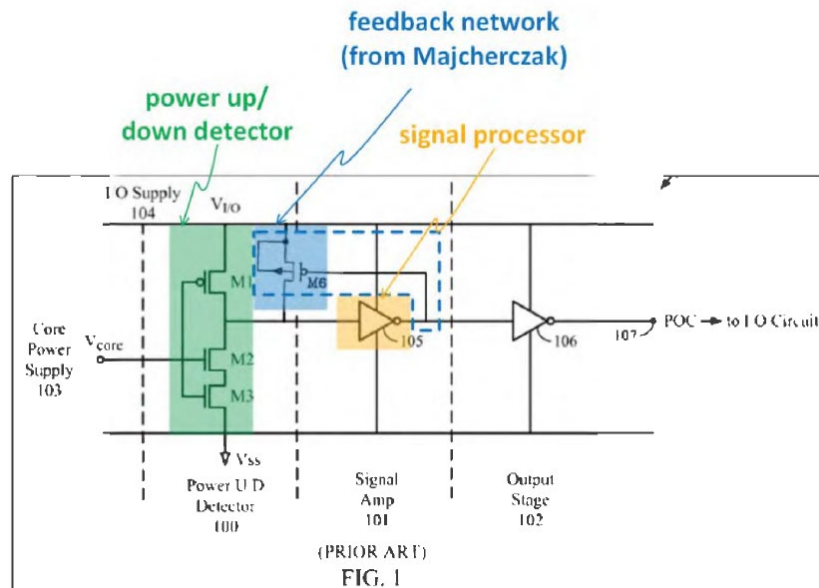 feedback network
(from Majcherczak)
power up/
down detector
signal processor
I O Supply
104
V_I/O
M1
M6
Core
Power
Supply
103
V_core
M2
M3
105
106
107
POC
to I O Circuit
Vss
Power U D
Detector
100
Signal
Amp
101
Output
Stage
102
(PRIOR ART)
FIG. 1